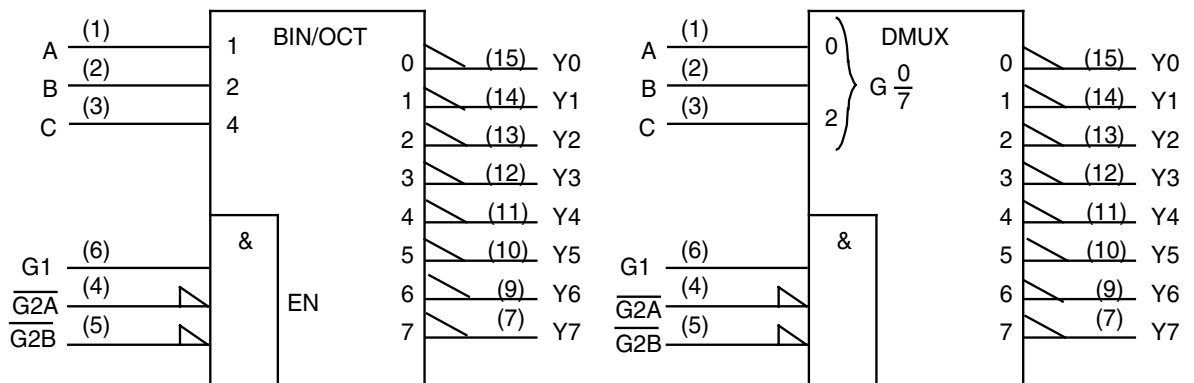 BIN/OCT
A (1) 1
B (2) 2
C (3) 4
0 (15) Y0
1 (14) Y1
2 (13) Y2
3 (12) Y3
4 (11) Y4
5 (10) Y5
6 (9) Y6
7 (7) Y7
&
G1 (6)
G2A (4)
G2B (5)
EN
DMUX
A (1) 0
B (2)
C (3) 2
G 0/7
0 (15) Y0
1 (14) Y1
2 (13) Y2
3 (12) Y3
4 (11) Y4
5 (10) Y5
6 (9) Y6
7 (7) Y7
&
G1 (6)
G2A (4)
G2B (5)